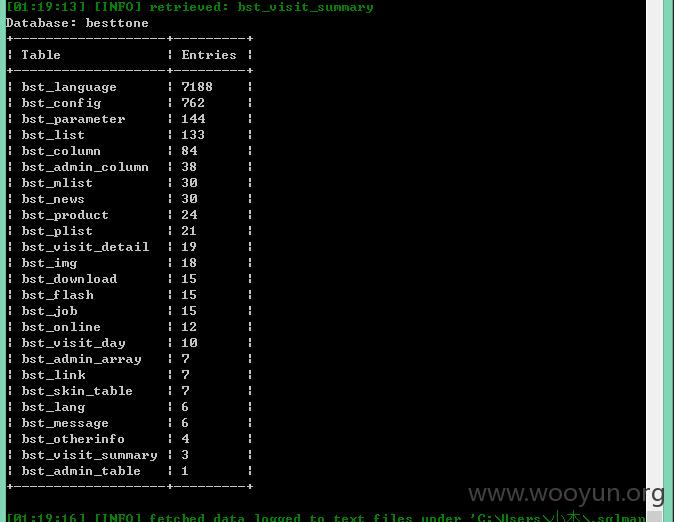 [01:19:13] [INFO] retrieved: bst_visit_summary
Database: besttone
+-------------------+---------+
| Table | Entries |
+-------------------+---------+
| bst_language | 7188 |
| bst_config | 762 |
| bst_parameter | 144 |
| bst_list | 133 |
| bst_column | 84 |
| bst_admin_column | 38 |
| bst_mlist | 30 |
| bst_news | 30 |
| bst_product | 24 |
| bst_plist | 21 |
| bst_visit_detail | 19 |
| bst_img | 18 |
| bst_download | 15 |
| bst_flash | 15 |
| bst_job | 15 |
| bst_online | 12 |
| bst_visit_day | 10 |
| bst_admin_array | 7 |
| bst_link | 7 |
| bst_skin_table | 7 |
| bst_lang | 6 |
| bst_message | 6 |
| bst_otherinfo | 4 |
| bst_visit_summary | 3 |
| bst_admin_table | 1 |
+-------------------+---------+
www.wooyun.org
[01:19:16] [INFO] fetched data logged to text files under 'C:\Users\小木\.sqlmap